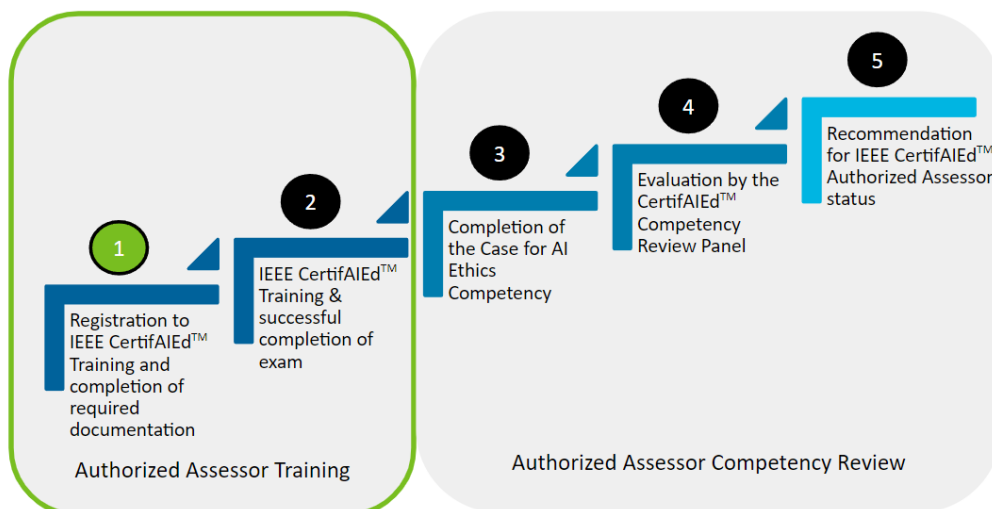 1
Registration to
IEEE CertifAIEd™
Training and
completion of
required
documentation
2
IEEE CertifAIEd™
Training &
successful
completion of
exam
Authorized Assessor Training
3
Completion of
the Case for AI
Ethics
Competency
4
Evaluation by the
CertifAIEd™
Competency
Review Panel
5
Recommendation
for IEEE CertifAIEd™
Authorized Assessor
status
Authorized Assessor Competency Review